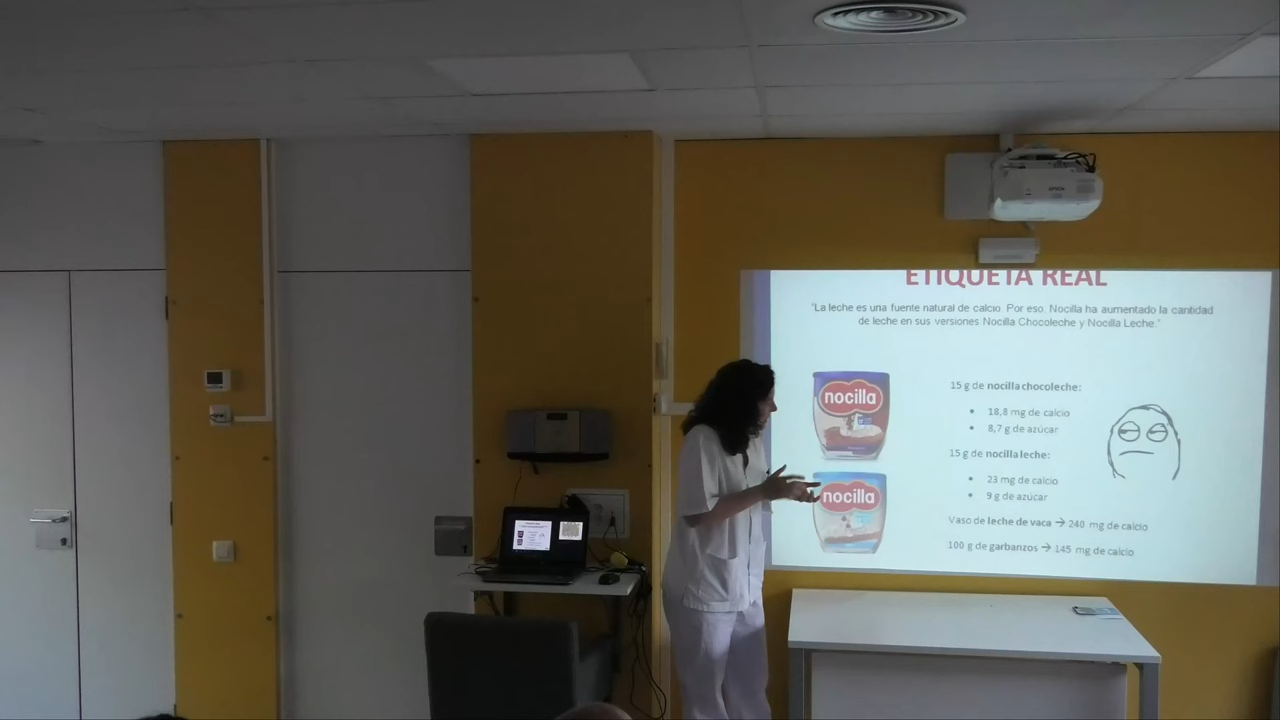 EPSON
ETIQUETA REAL
"La leche es una fuente natural de calcio. Por eso, Nocilla ha aumentado la cantidad
de leche en sus versiones Nocilla Chocoleche y Nocilla Leche."
nocilla
nocilla
15 g de nocilla chocoleche:
• 18,8 mg de calcio
• 8,7 g de azúcar
15 g de nocilla leche:
• 23 mg de calcio
• 9 g de azúcar
Vaso de leche de vaca → 240 mg de calcio
100 g de garbanzos → 145 mg de calcio